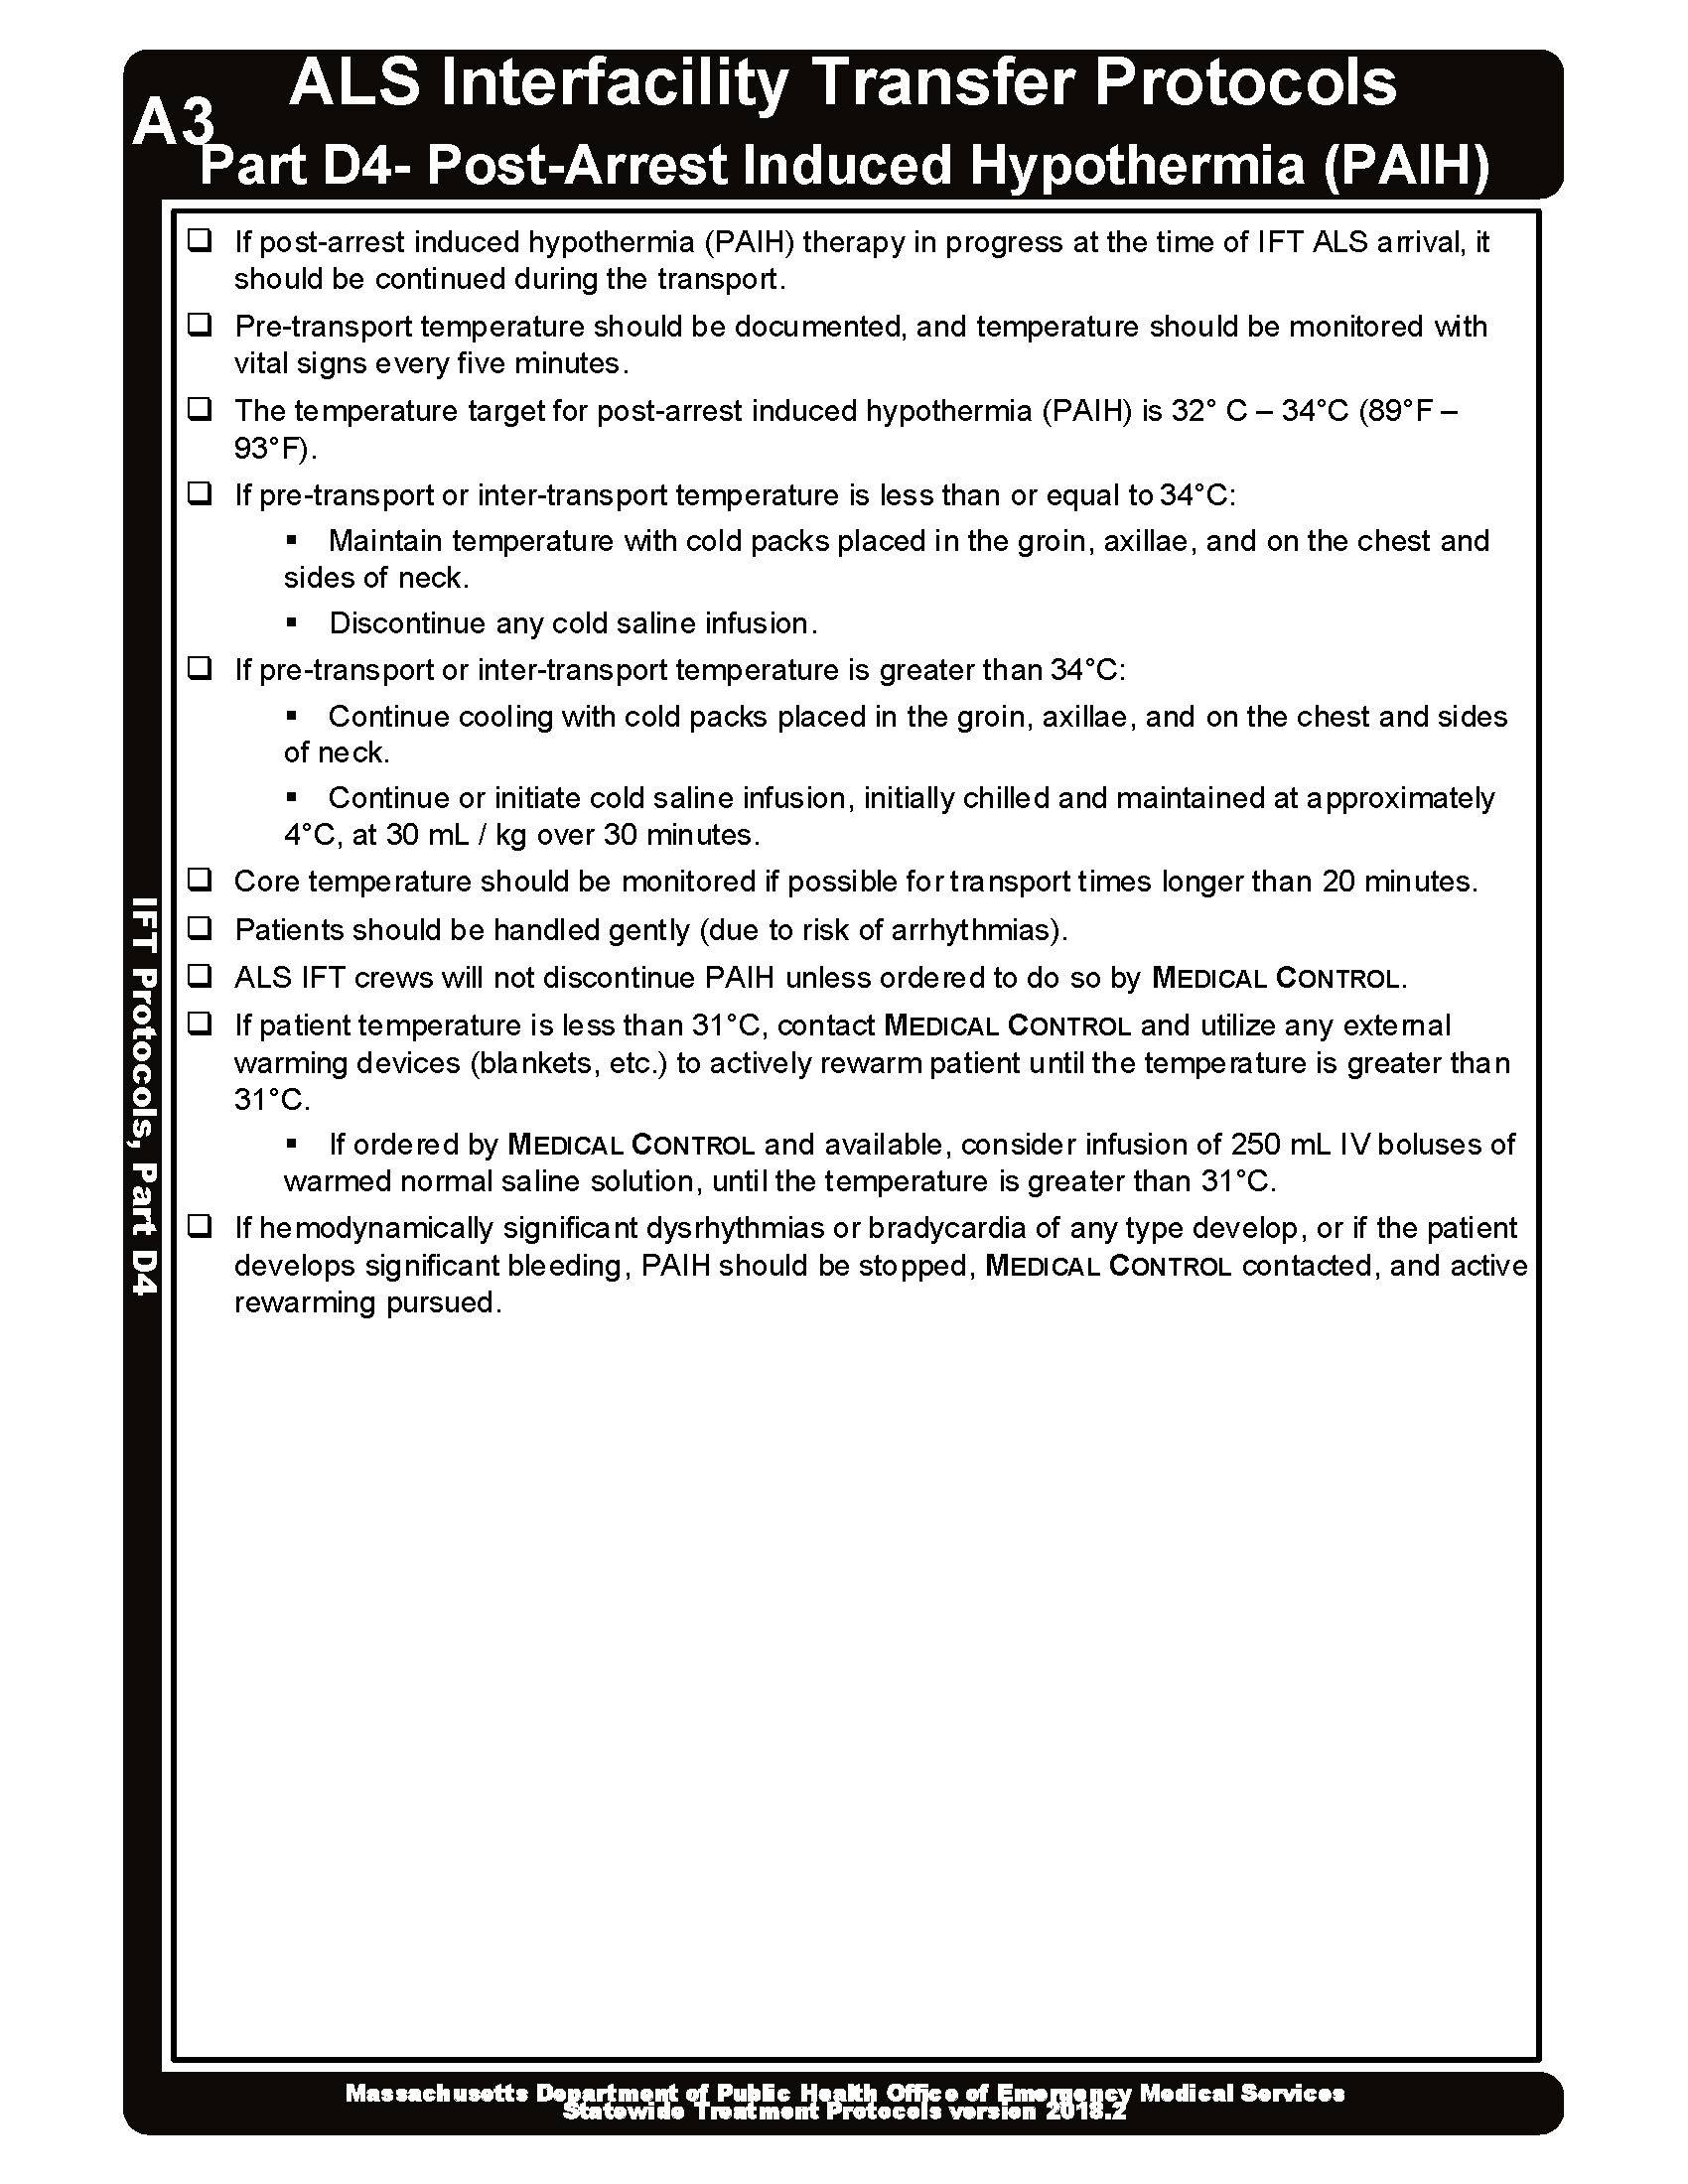 ALS Interfacility Transfer Protocols
A3
Part D4- Post-Arrest Induced Hypothermia (PAIH)
❑ If post-arrest induced hypothermia (PAIH) therapy in progress at the time of IFT ALS arrival, it
should be continued during the transport.
❑ Pre-transport temperature should be documented, and temperature should be monitored with
vital signs every five minutes.
❑ The temperature target for post-arrest induced hypothermia (PAIH) is 32° C – 34°C (89°F –
93°F).
❑ If pre-transport or inter-transport temperature is less than or equal to 34°C:
▪ Maintain temperature with cold packs placed in the groin, axillae, and on the chest and
sides of neck.
▪ Discontinue any cold saline infusion.
❑ If pre-transport or inter-transport temperature is greater than 34°C:
▪ Continue cooling with cold packs placed in the groin, axillae, and on the chest and sides
of neck.
▪ Continue or initiate cold saline infusion, initially chilled and maintained at approximately
4°C, at 30 mL / kg over 30 minutes.
❑ Core temperature should be monitored if possible for transport times longer than 20 minutes.
❑ Patients should be handled gently (due to risk of arrhythmias).
❑ ALS IFT crews will not discontinue PAIH unless ordered to do so by MEDICAL CONTROL.
❑ If patient temperature is less than 31°C, contact MEDICAL CONTROL and utilize any external
warming devices (blankets, etc.) to actively rewarm patient until the temperature is greater than
31°C.
▪ If ordered by MEDICAL CONTROL and available, consider infusion of 250 mL IV boluses of
warmed normal saline solution, until the temperature is greater than 31°C.
❑ If hemodynamically significant dysrhythmias or bradycardia of any type develop, or if the patient
develops significant bleeding, PAIH should be stopped, MEDICAL CONTROL contacted, and active
rewarming pursued.
IFT Protocols, Part D4
Massachusetts Department of Public Health Office of Emergency Medical Services
Statewide Treatment Protocols version 2018.2